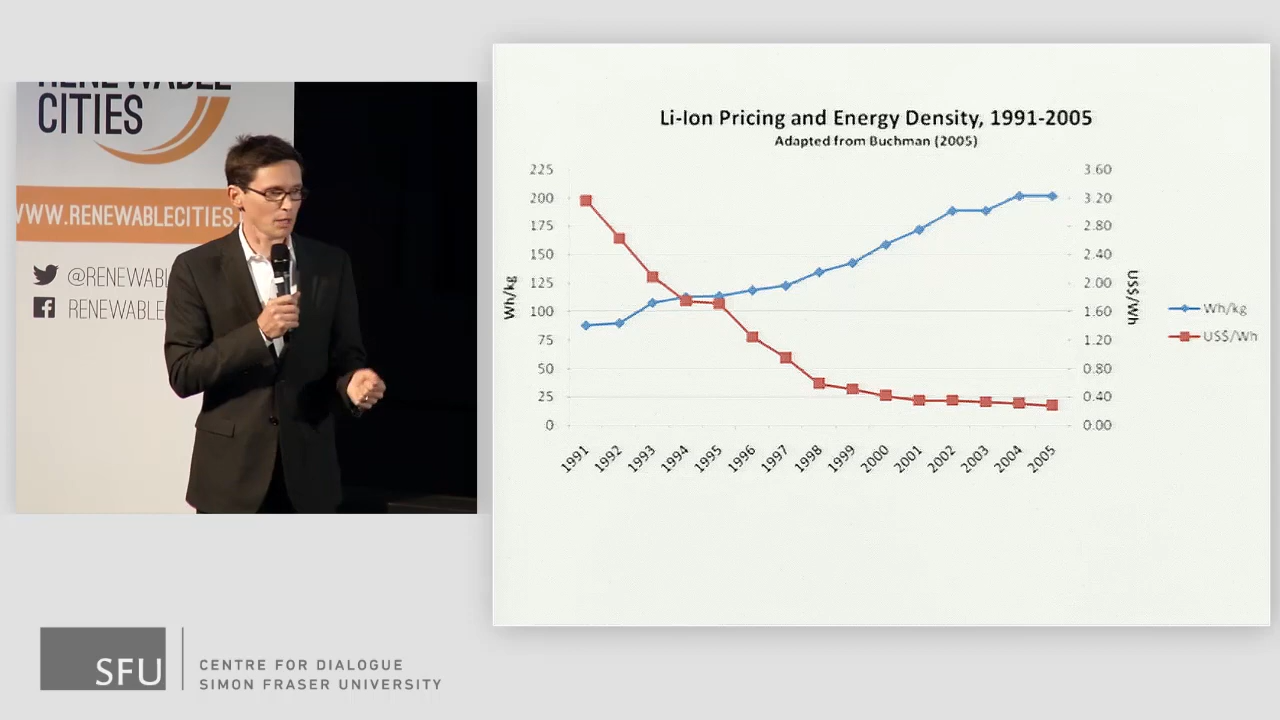 RENEWABLE
CITIES
WWW.RENEWABLECITIES.
@RENEWABL
RENEWABLE
SFU
CENTRE FOR DIALOGUE
SIMON FRASER UNIVERSITY
Li-Ion Pricing and Energy Density, 1991-2005
Adapted from Buchman (2005)
225
200
175
150
125
100
75
50
25
0
Wh/kg
3.60
3.20
2.80
2.40
2.00
1.60
1.20
0.80
0.40
0.00
US$/Wh
1991
1992
1993
1994
1995
1996
1997
1998
1999
2000
2001
2002
2003
2004
2005
Wh/kg
US$/Wh